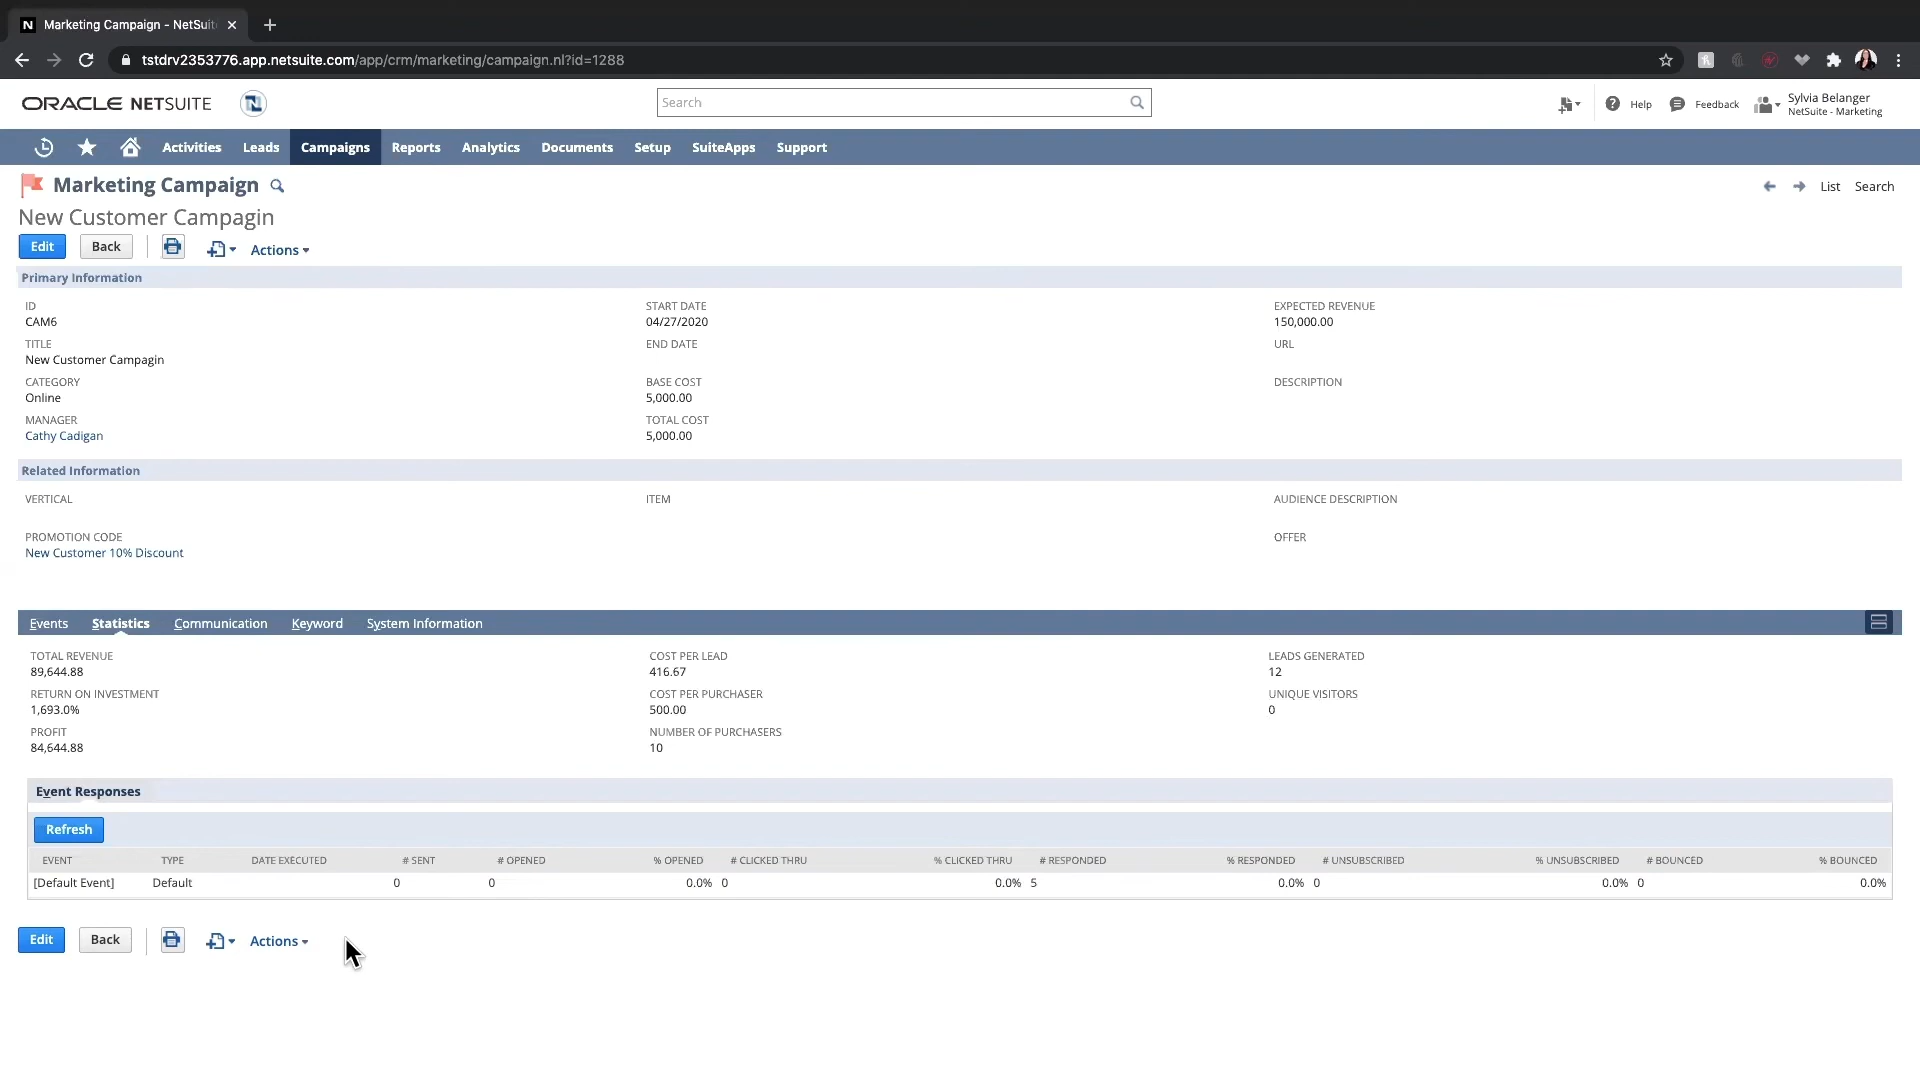 Marketing Campaign - NetSuit
tstdrv2353776.app.netsuite.com/app/crm/marketing/campaign.nl?id=1288
ORACLE NETSUITE
Search
Help
Feedback
Sylvia Belanger
NetSuite - Marketing
Activities Leads Campaigns Reports Analytics Documents Setup SuiteApps Support
Marketing Campaign
List Search
New Customer Campagin
Edit Back Actions
Primary Information
ID START DATE EXPECTED REVENUE
CAM6 04/27/2020 150,000.00
TITLE END DATE URL
New Customer Campagin
CATEGORY BASE COST DESCRIPTION
Online 5,000.00
MANAGER TOTAL COST
Cathy Cadigan 5,000.00
Related Information
VERTICAL ITEM AUDIENCE DESCRIPTION
PROMOTION CODE OFFER
New Customer 10% Discount
Events Statistics Communication Keyword System Information
TOTAL REVENUE COST PER LEAD LEADS GENERATED
89,644.88 416.67 12
RETURN ON INVESTMENT COST PER PURCHASER UNIQUE VISITORS
1,693.0% 500.00 0
PROFIT NUMBER OF PURCHASERS
84,644.88 10
Event Responses
Refresh
EVENT TYPE DATE EXECUTED # SENT # OPENED % OPENED # CLICKED THRU % CLICKED THRU # RESPONDED % RESPONDED # UNSUBSCRIBED % UNSUBSCRIBED # BOUNCED % BOUNCED
[Default Event] Default 0 0 0.0% 0 0.0% 5 0.0% 0 0.0% 0 0.0%
Edit Back Actions